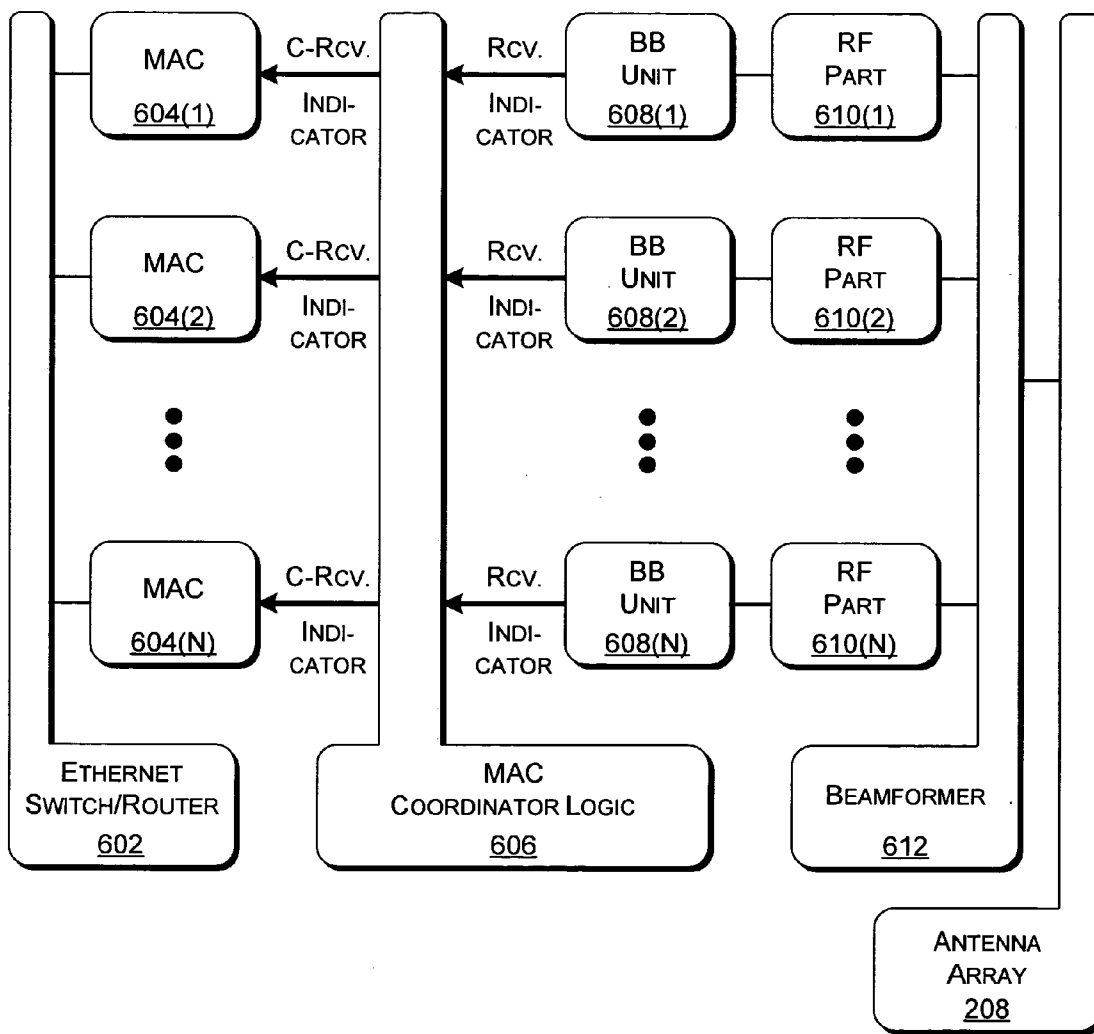 MAC
604(1)
C-RCV.
INDI-
CATOR
RCV.
INDI-
CATOR
BB
UNIT
608(1)
RF
PART
610(1)
MAC
604(2)
C-RCV.
INDI-
CATOR
RCV.
INDI-
CATOR
BB
UNIT
608(2)
RF
PART
610(2)
MAC
604(N)
C-RCV.
INDI-
CATOR
RCV.
INDI-
CATOR
BB
UNIT
608(N)
RF
PART
610(N)
ETHERNET
SWITCH/ROUTER
602
MAC
COORDINATOR LOGIC
606
BEAMFORMER
612
ANTENNA
ARRAY
208